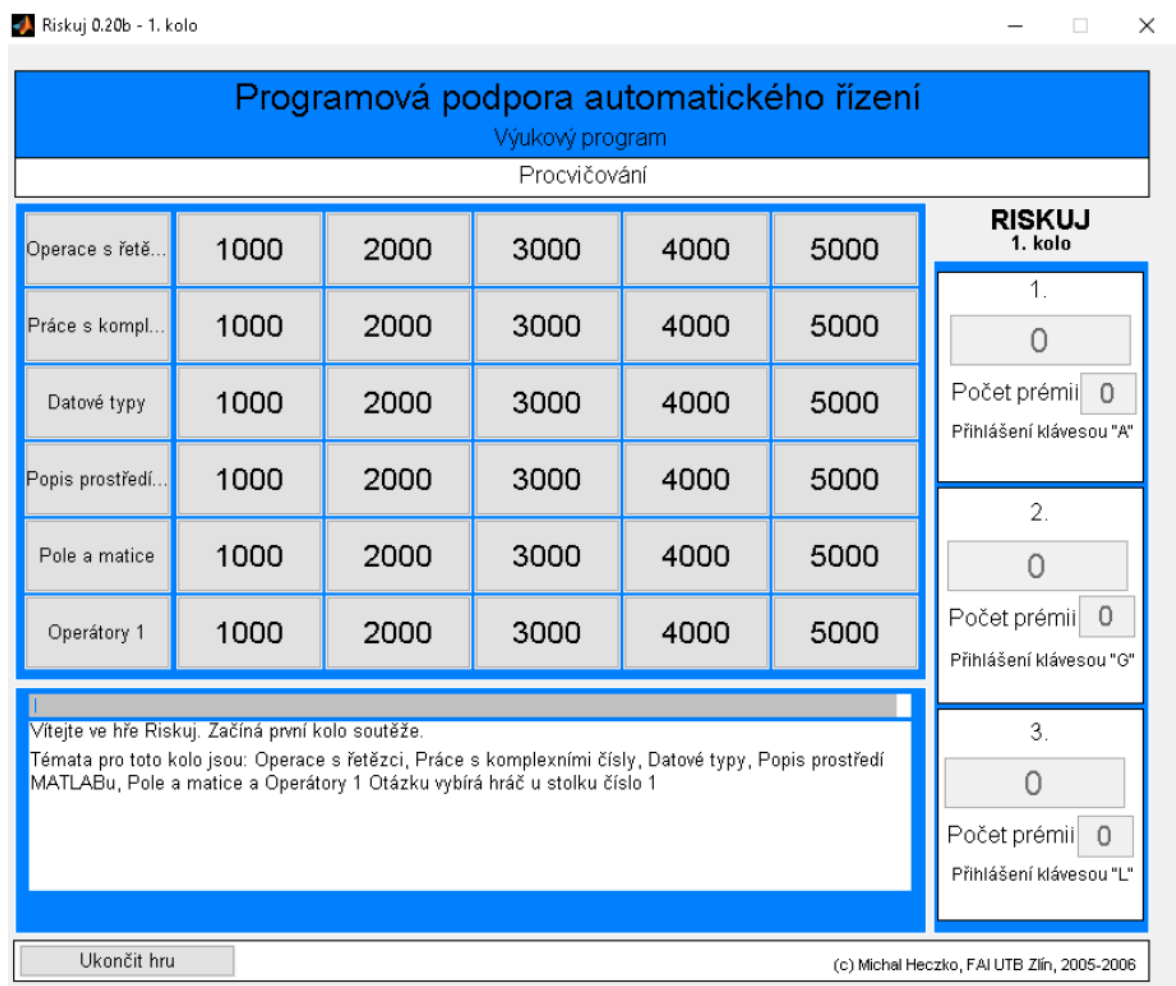 Riskuj 0.20b - 1. kolo
Programová podpora automatického řízení
Výukový program
Procvičování
Operace s řetě... 1000 2000 3000 4000 5000
Práce s kompl... 1000 2000 3000 4000 5000
Datové typy 1000 2000 3000 4000 5000
Popis prostředí... 1000 2000 3000 4000 5000
Pole a matice 1000 2000 3000 4000 5000
Operátory 1 1000 2000 3000 4000 5000
Vítejte ve hře Riskuj. Začíná první kolo soutěže.
Témata pro toto kolo jsou: Operace s řetězci, Práce s komplexními čísly, Datové typy, Popis prostředí
MATLABu, Pole a matice a Operátory 1 Otázku vybírá hráč u stolku číslo 1
RISKUJ
1. kolo
1.
0
Počet prémii 0
Přihlášení klávesou "A"
2.
0
Počet prémii 0
Přihlášení klávesou "G"
3.
0
Počet prémii 0
Přihlášení klávesou "L"
Ukončit hru
(c) Michal Heczko, FAI UTB Zlín, 2005-2006